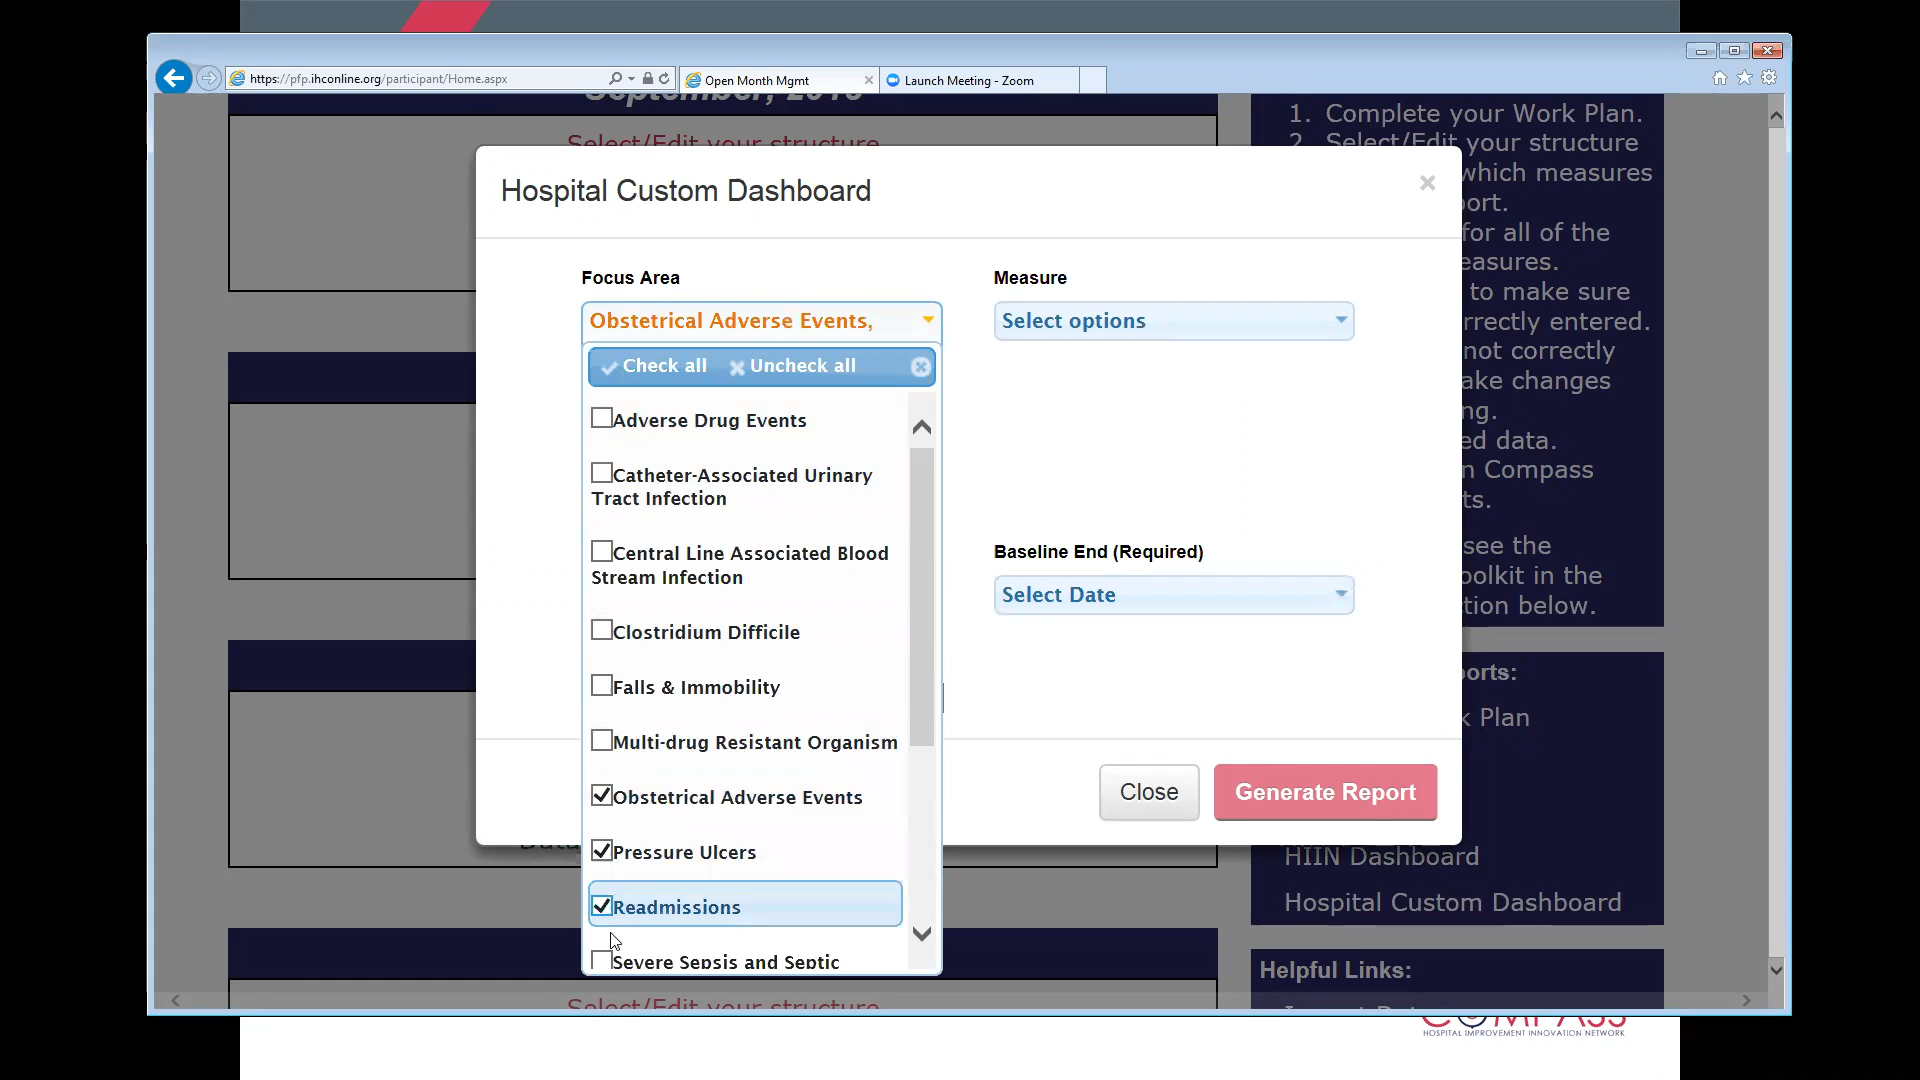 https://pfp.ihconline.org/participant/Home.aspx
Open Month Mgmt
Launch Meeting - Zoom
Select/Edit your structure
1. Complete your Work Plan.
2. Select/Edit your structure
which measures
port.
for all of the
easures.
to make sure
rrectly entered.
not correctly
ake changes
ng.
ed data.
n Compass
ts.
see the
oolkit in the
tion below.
Hospital Custom Dashboard
Focus Area
Obstetrical Adverse Events,
Check all
Uncheck all
Adverse Drug Events
Catheter-Associated Urinary
Tract Infection
Central Line Associated Blood
Stream Infection
Clostridium Difficile
Falls & Immobility
Multi-drug Resistant Organism
Obstetrical Adverse Events
Pressure Ulcers
Readmissions
Severe Sepsis and Septic
Measure
Select options
Baseline End (Required)
Select Date
Close
Generate Report
orts:
k Plan
HIIN Dashboard
Hospital Custom Dashboard
Helpful Links:
Select/Edit your structure
COMPASS
HOSPITAL IMPROVEMENT INNOVATION NETWORK